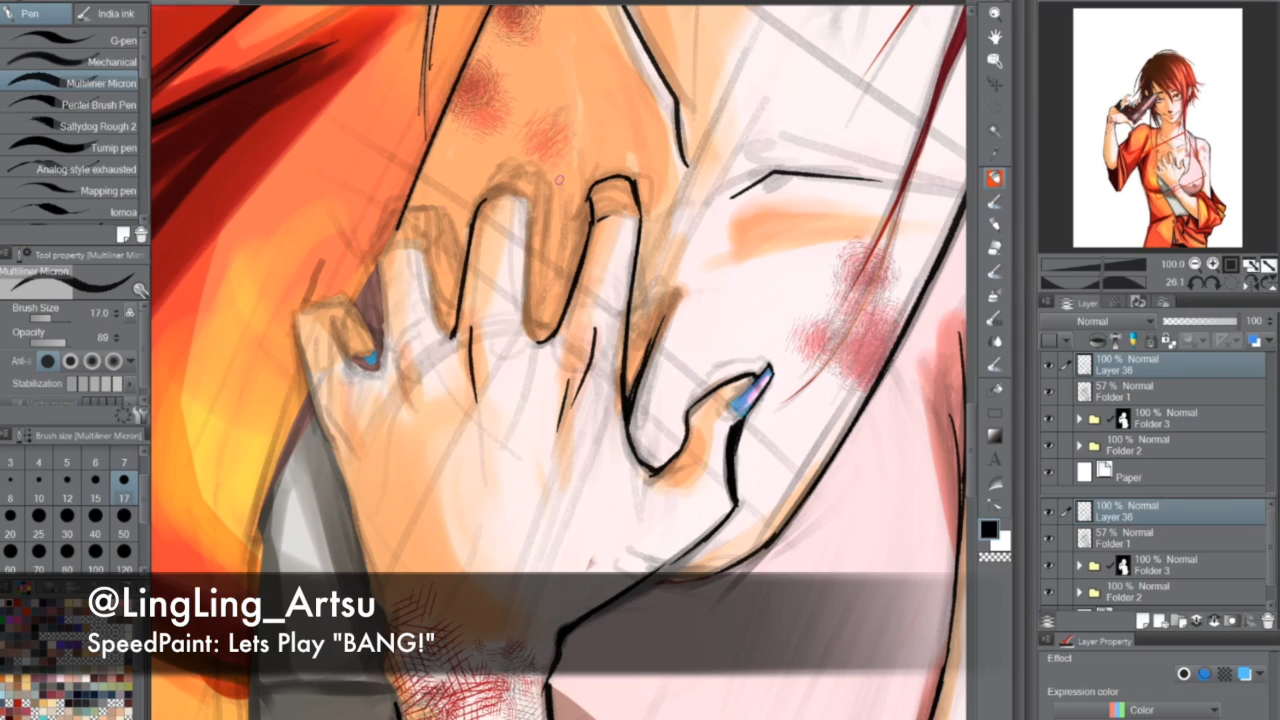 Pen
India ink
G-pen
Mechanical
Multiliner Micron
Pentel Brush Pen
Saltydog Rough 2
Turnip pen
Analog style exhausted
Mapping pen
tomoa
Tool property [Multiliner Micr
Multiliner Micron
Brush Size 17.0
Opacity 89
Anti-
Stabilization
Brush size [Multiliner Micron]
3 4 5 6 7
8 10 12 15 17
20 25 30 40 50
60 70 80 100 120
@LingLing_Artsu
SpeedPaint: Lets Play "BANG!"
100.0
26.1
Layer
Normal 100
100% Normal
Layer 36
57% Normal
Folder 1
100% Normal
Folder 3
100% Normal
Folder 2
Paper
100% Normal
Layer 36
57% Normal
Folder 1
100% Normal
Folder 3
100% Normal
Folder 2
Layer Property
Effect
Expression color
Color